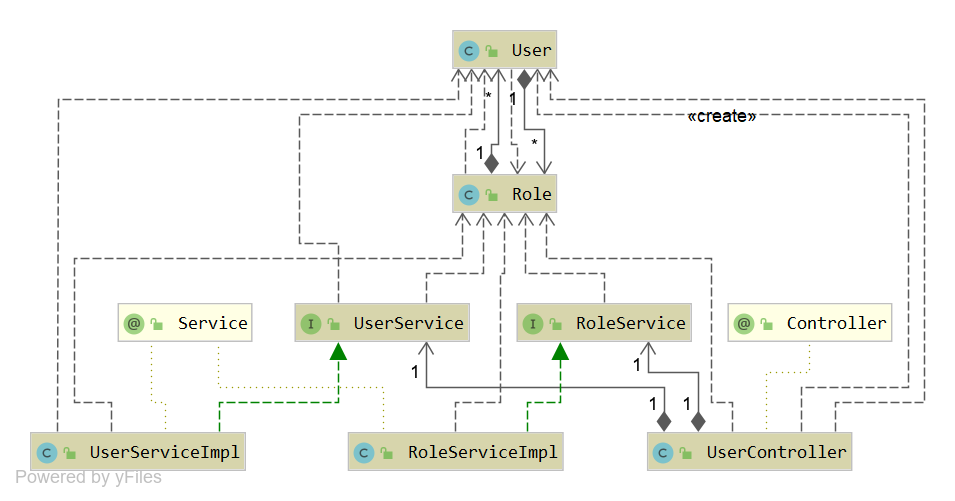 C User
* 1
«create»
1 *
C Role
@ Service
I UserService
I RoleService
@ Controller
1 1
1 1
C UserServiceImpl
C RoleServiceImpl
C UserController
Powered by yFiles